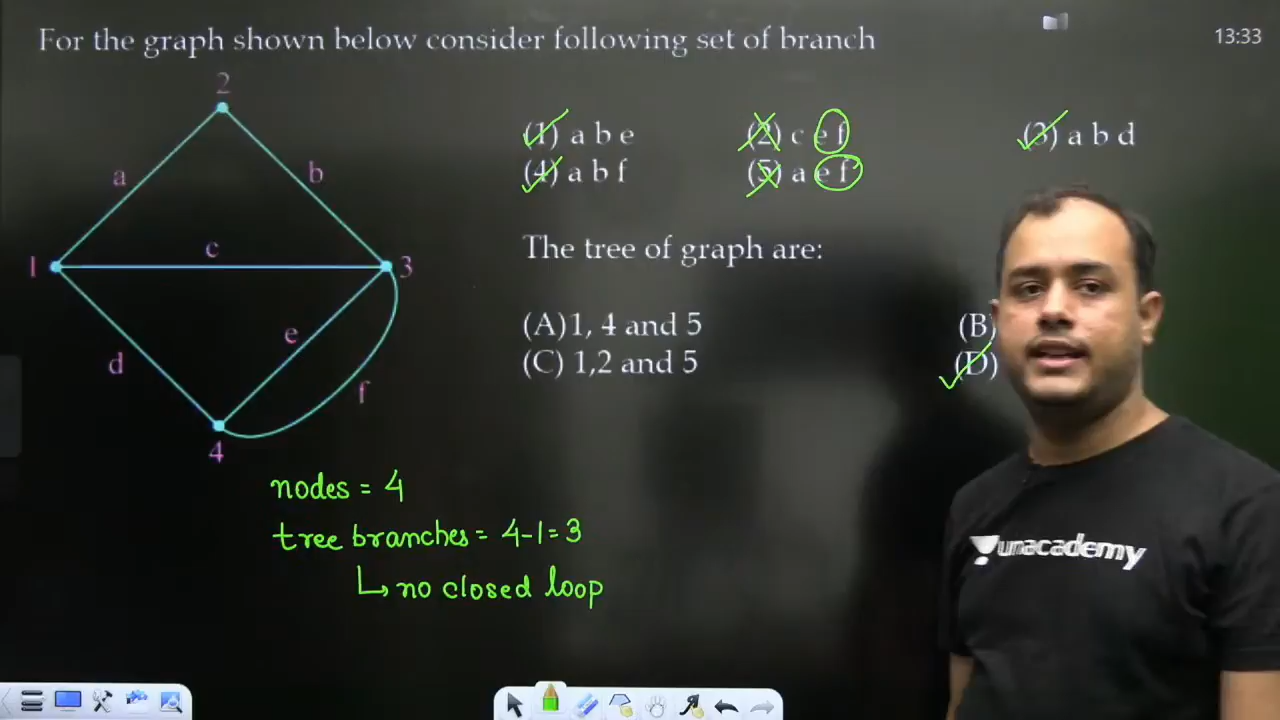 For the graph shown below consider following set of branch
13:33
2
(1) a b e
(2) c e f
(3) a b d
(4) a b f
(5) a e f
a
b
c
1
3
The tree of graph are:
d
e
f
(A) 1, 4 and 5
(B)
(C) 1,2 and 5
(D)
4
nodes = 4
tree branches = 4-1=3
↳ no closed loop
unacademy